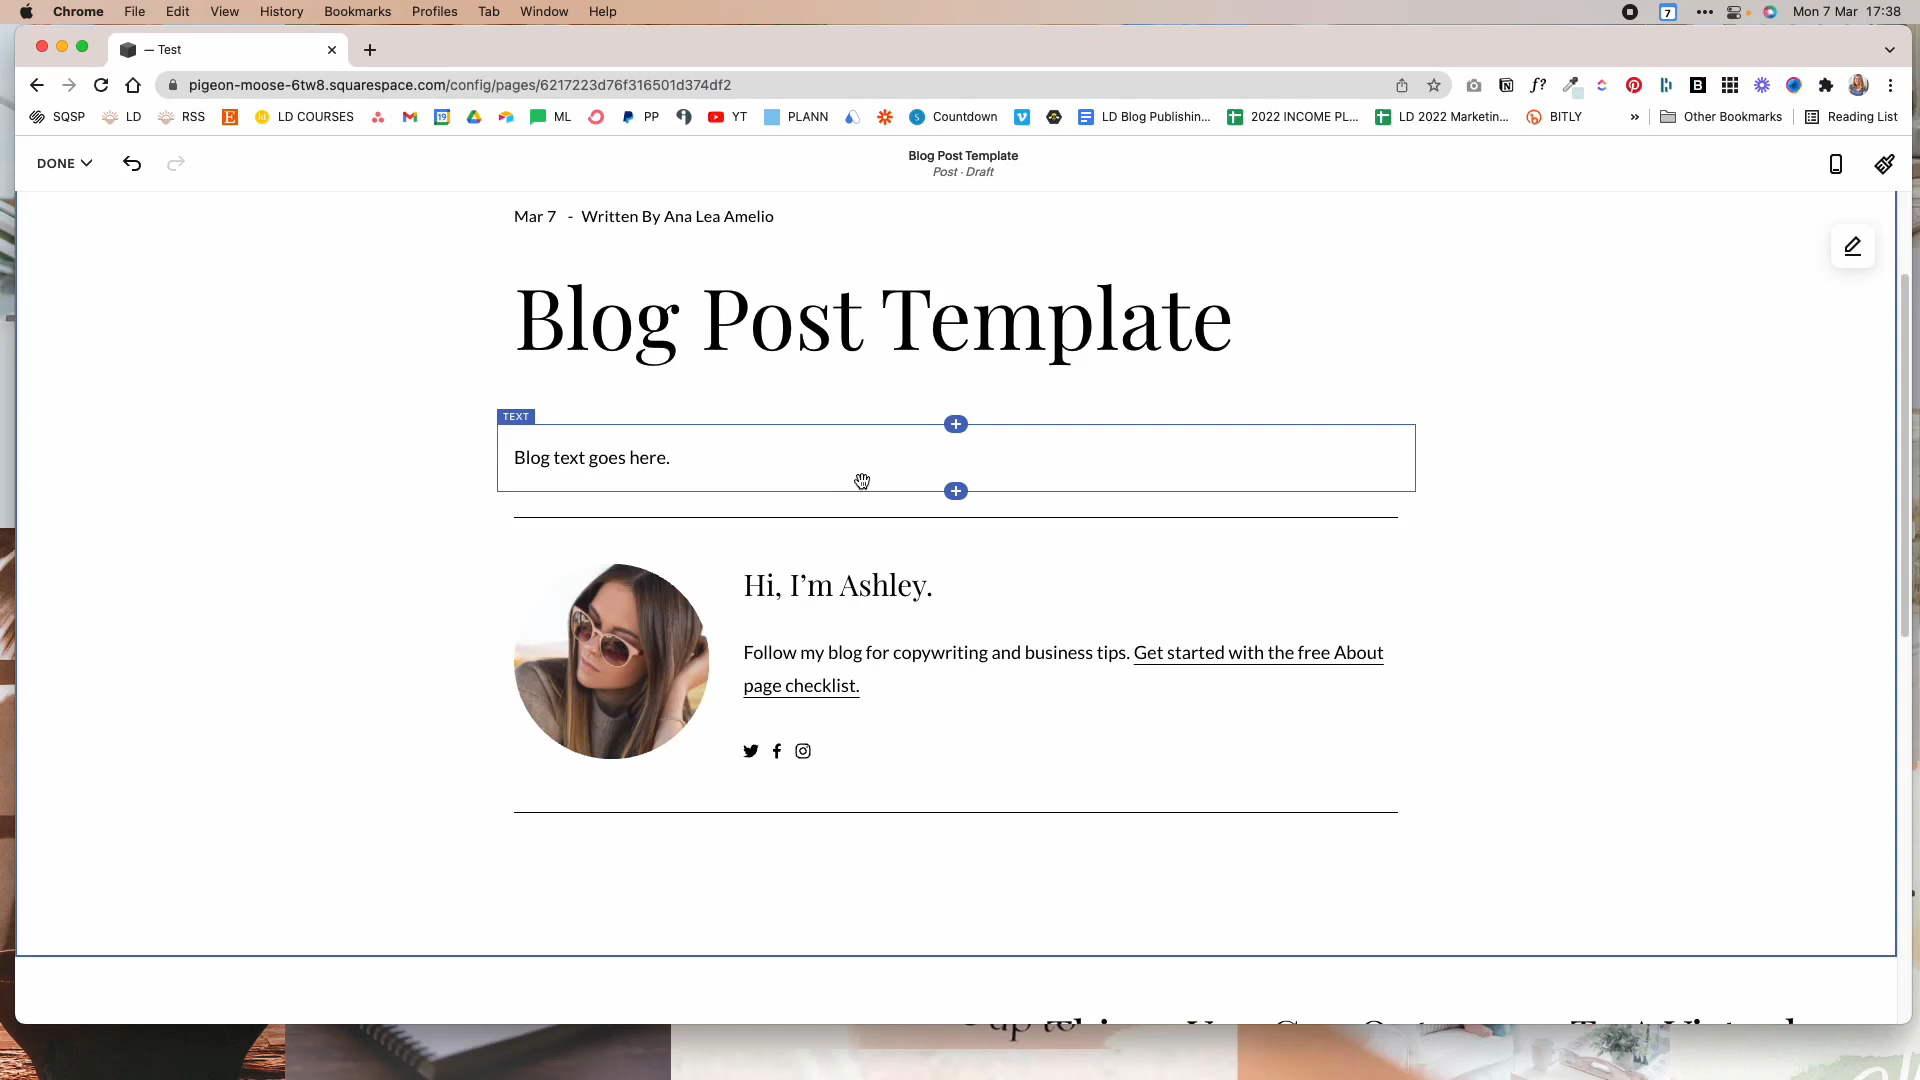 Chrome File Edit View History Bookmarks Profiles Tab Window Help 7 Mon 7 Mar 17:38
— Test
pigeon-moose-6tw8.squarespace.com/config/pages/6217223d76f316501d374df2
SQSP LD RSS LD COURSES ML PP YT PLANN Countdown LD Blog Publishin... 2022 INCOME PL... LD 2022 Marketin... BITLY » Other Bookmarks Reading List
DONE
Blog Post Template
Post · Draft
Mar 7 - Written By Ana Lea Amelio
Blog Post Template
TEXT
Blog text goes here.
Hi, I’m Ashley.
Follow my blog for copywriting and business tips. Get started with the free About
page checklist.